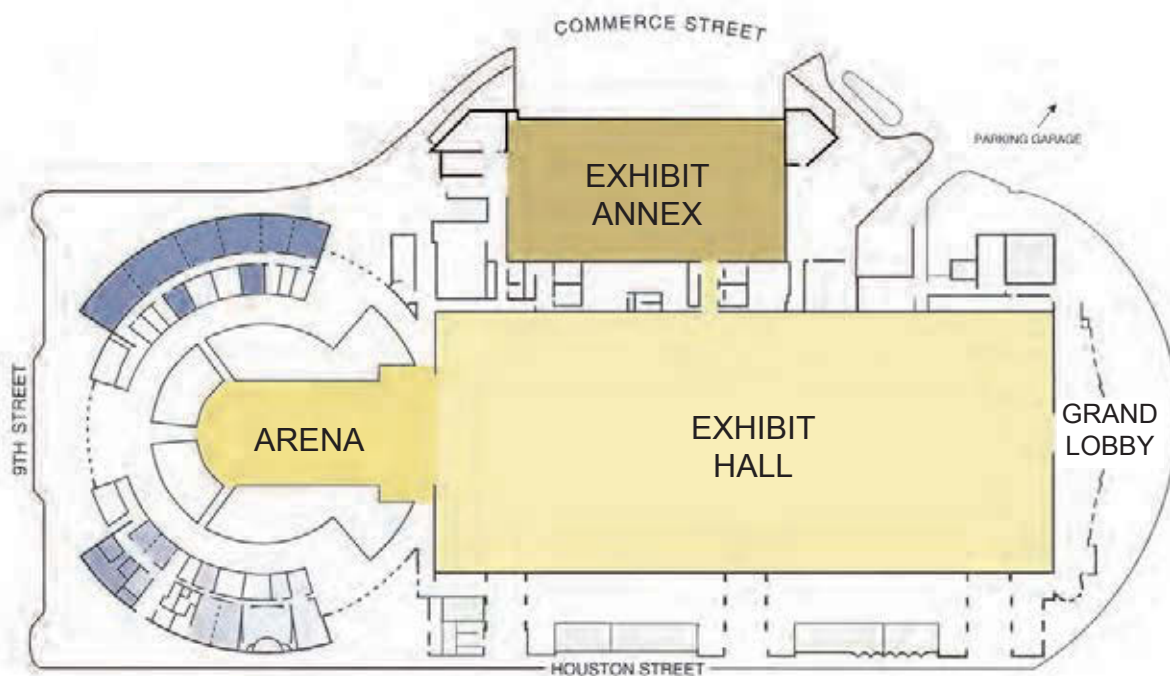 COMMERCE STREET
PARKING GARAGE
EXHIBIT
ANNEX
9TH STREET
ARENA
EXHIBIT
HALL
GRAND
LOBBY
HOUSTON STREET